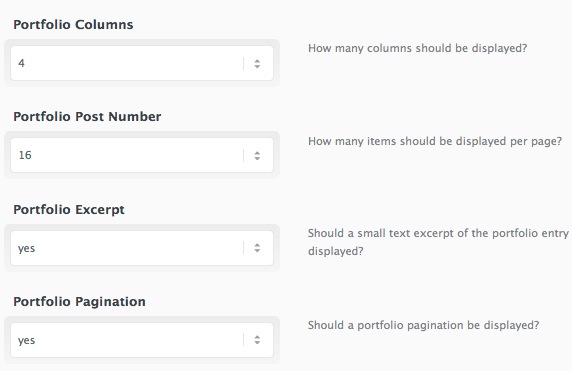 Portfolio Columns
4
How many columns should be displayed?
Portfolio Post Number
16
How many items should be displayed per page?
Portfolio Excerpt
yes
Should a small text excerpt of the portfolio entry
displayed?
Portfolio Pagination
yes
Should a portfolio pagination be displayed?